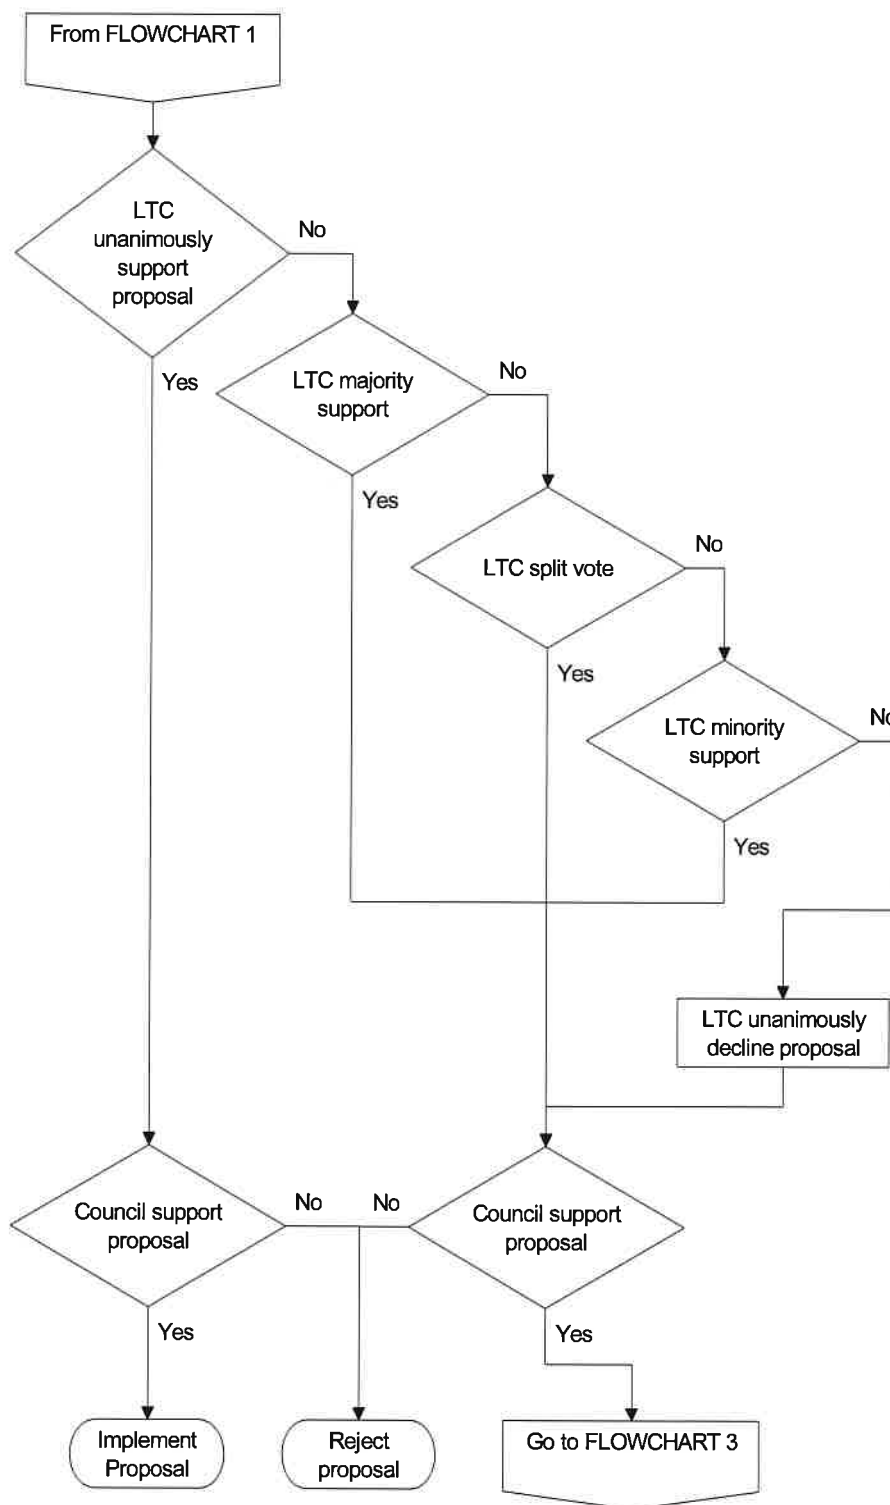 From FLOWCHART 1
LTC
unanimously
support
proposal
No
Yes
LTC majority
support
No
Yes
LTC split vote
No
Yes
LTC minority
support
No
Yes
LTC unanimously
decline proposal
Council support
proposal
No
No
Council support
proposal
Yes
Yes
Implement
Proposal
Reject
proposal
Go to FLOWCHART 3